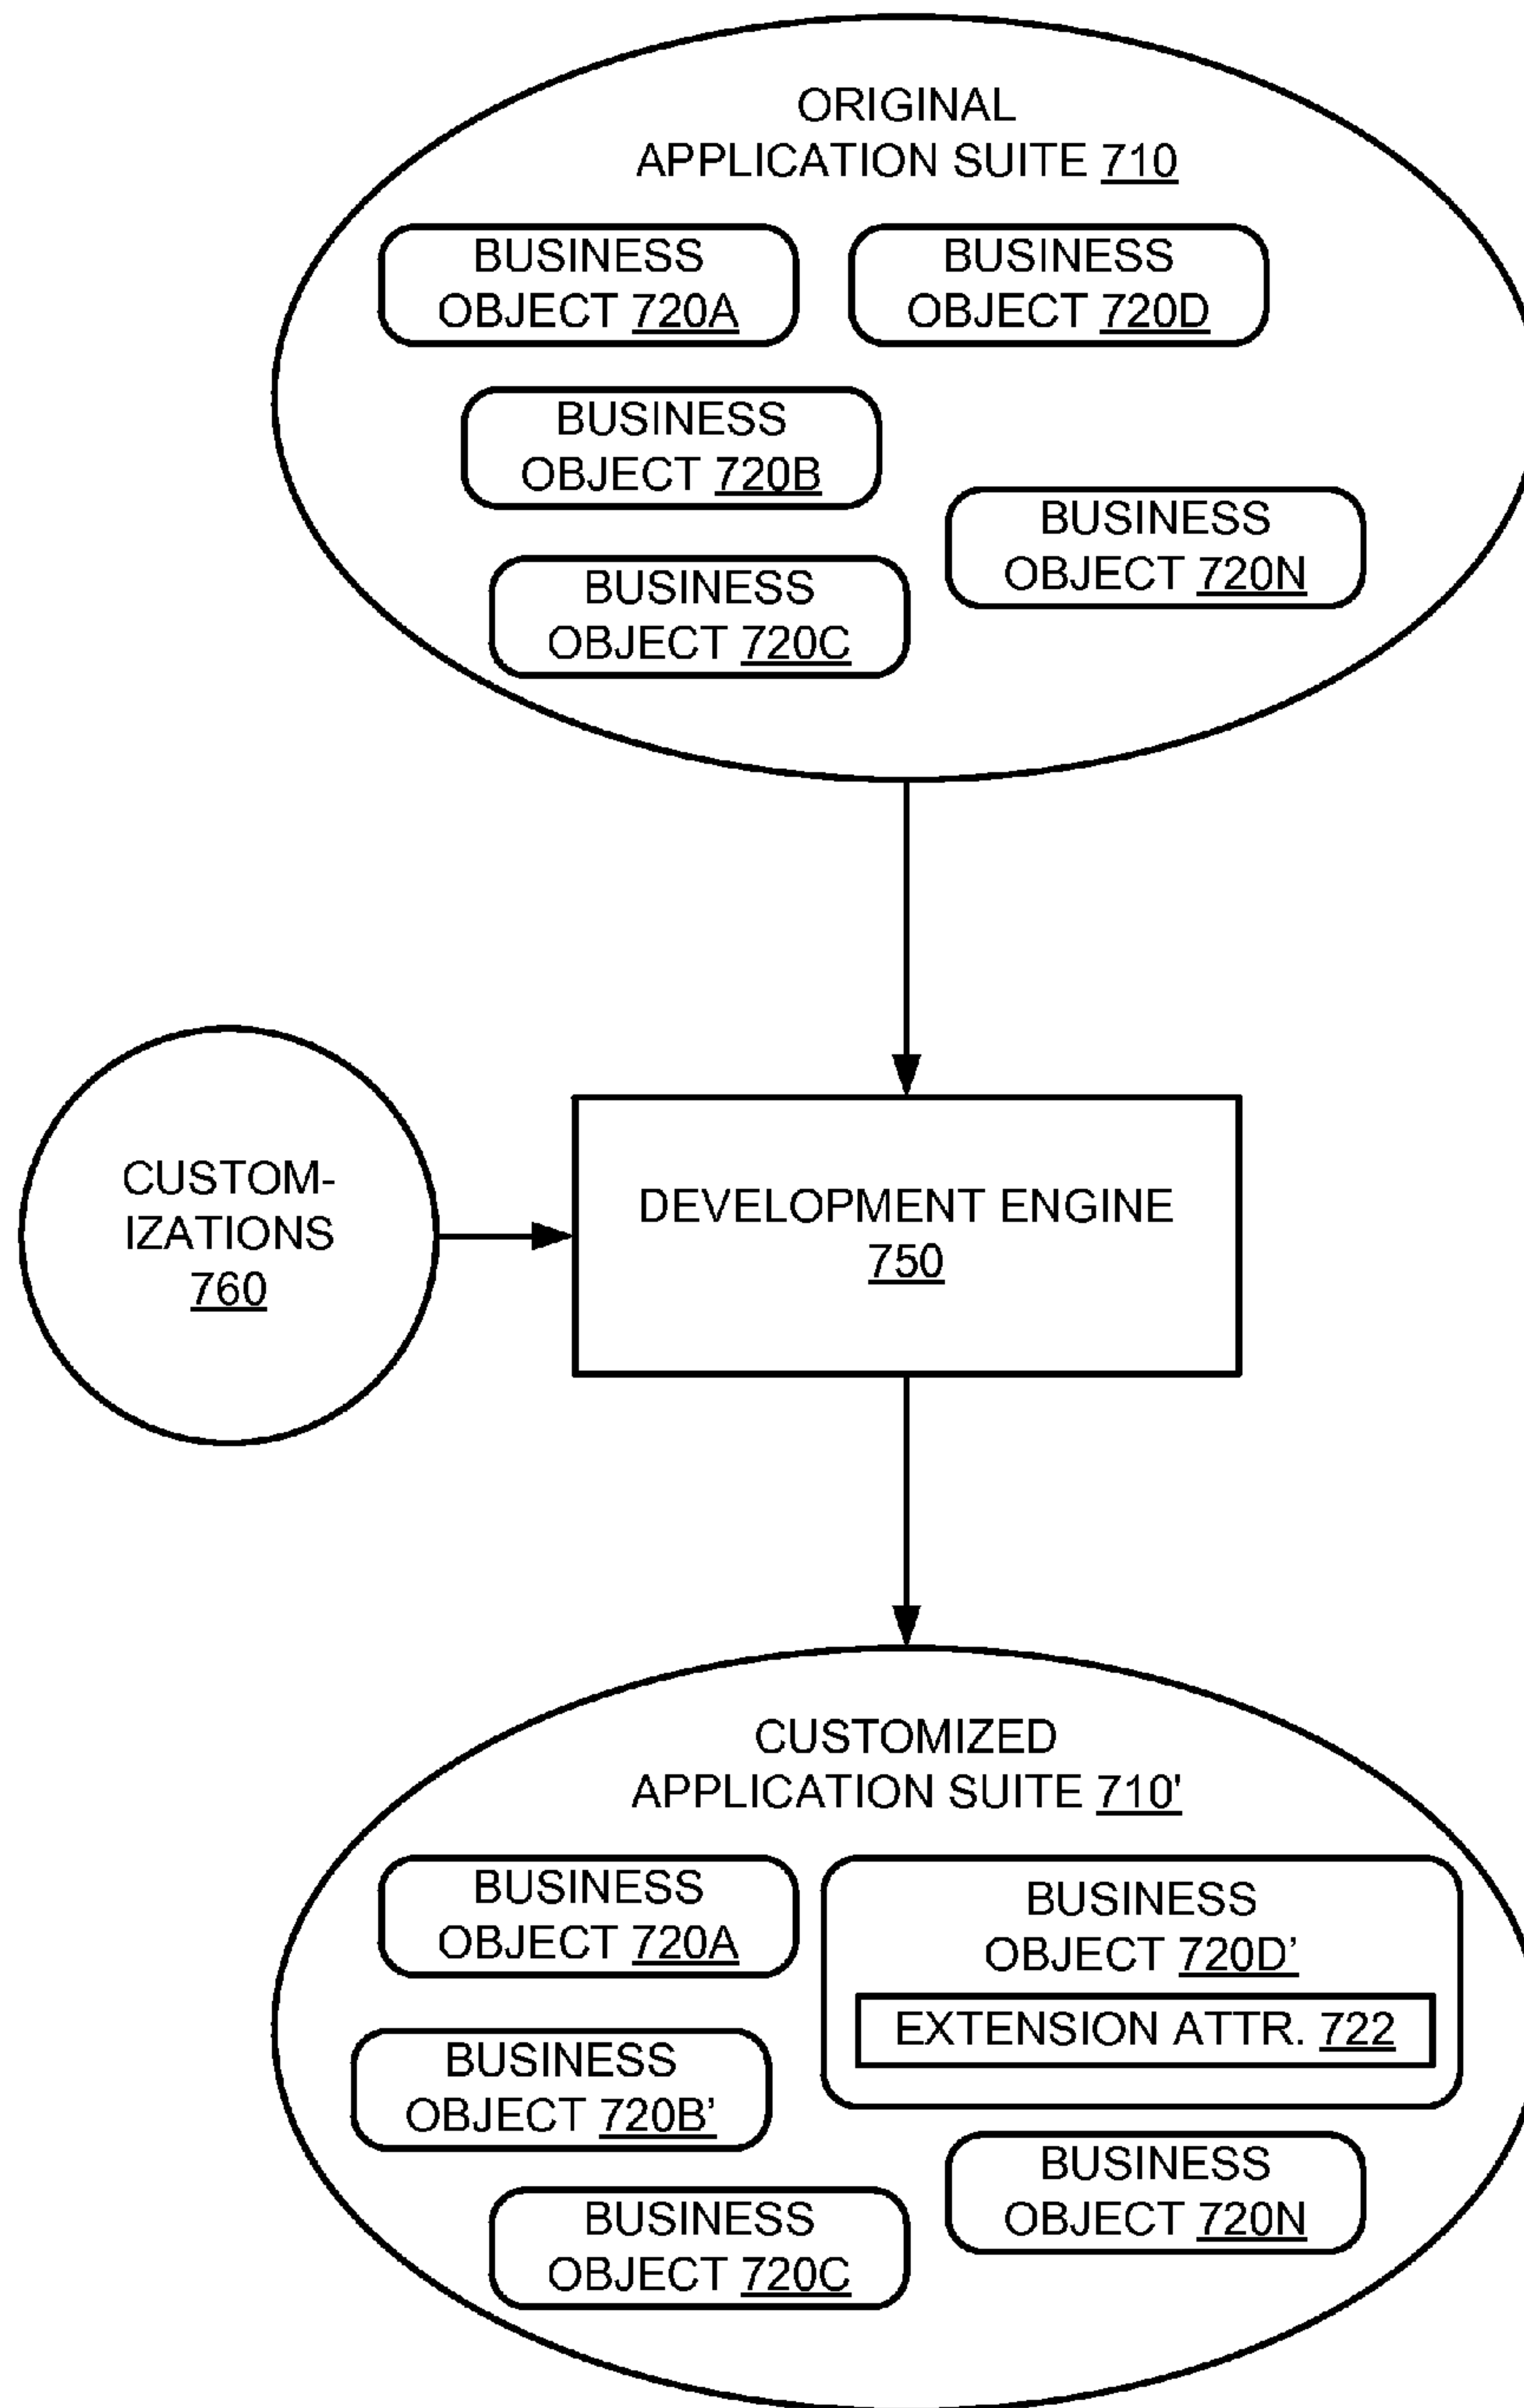 ORIGINAL
APPLICATION SUITE 710
BUSINESS
OBJECT 720A
BUSINESS
OBJECT 720D
BUSINESS
OBJECT 720B
BUSINESS
OBJECT 720N
BUSINESS
OBJECT 720C
CUSTOM-
IZATIONS
760
DEVELOPMENT ENGINE
750
CUSTOMIZED
APPLICATION SUITE 710'
BUSINESS
OBJECT 720A
BUSINESS
OBJECT 720D’
EXTENSION ATTR. 722
BUSINESS
OBJECT 720B’
BUSINESS
OBJECT 720N
BUSINESS
OBJECT 720C